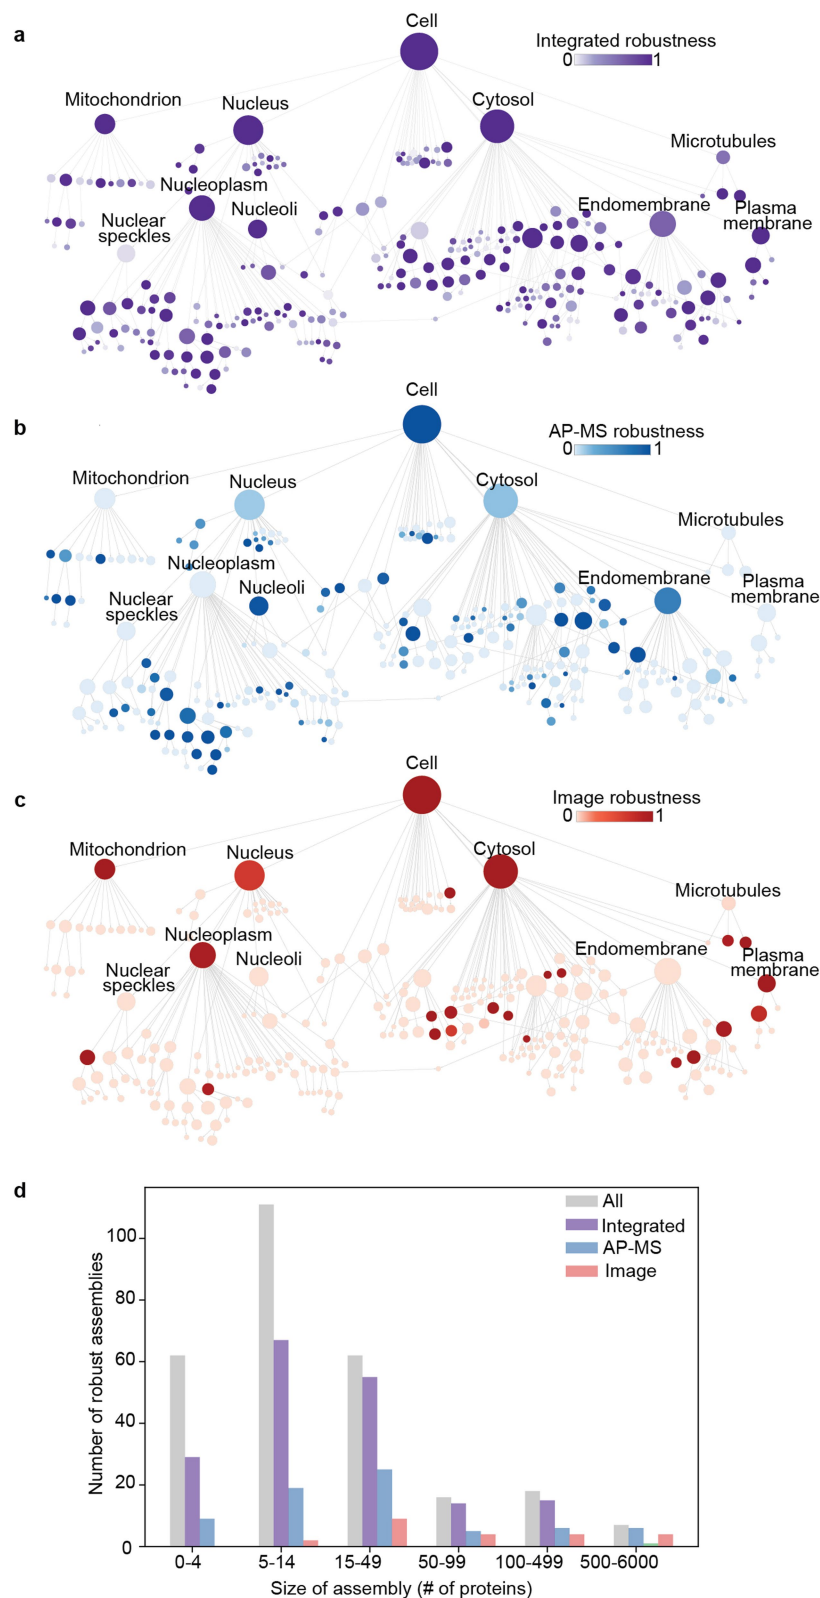 a
Cell
Integrated robustness
0 1
Mitochondrion
Nucleus
Cytosol
Microtubules
Nucleoplasm
Nucleoli
Endomembrane
Plasma
membrane
Nuclear
speckles
b
Cell
AP-MS robustness
0 1
Mitochondrion
Nucleus
Cytosol
Microtubules
Nucleoplasm
Nucleoli
Endomembrane
Plasma
membrane
Nuclear
speckles
c
Cell
Image robustness
0 1
Mitochondrion
Nucleus
Cytosol
Microtubules
Nucleoplasm
Nucleoli
Endomembrane
Plasma
membrane
Nuclear
speckles
d
All
Integrated
AP-MS
Image
Number of robust assemblies
100
80
60
40
20
0
0-4 5-14 15-49 50-99 100-499 500-6000
Size of assembly (# of proteins)